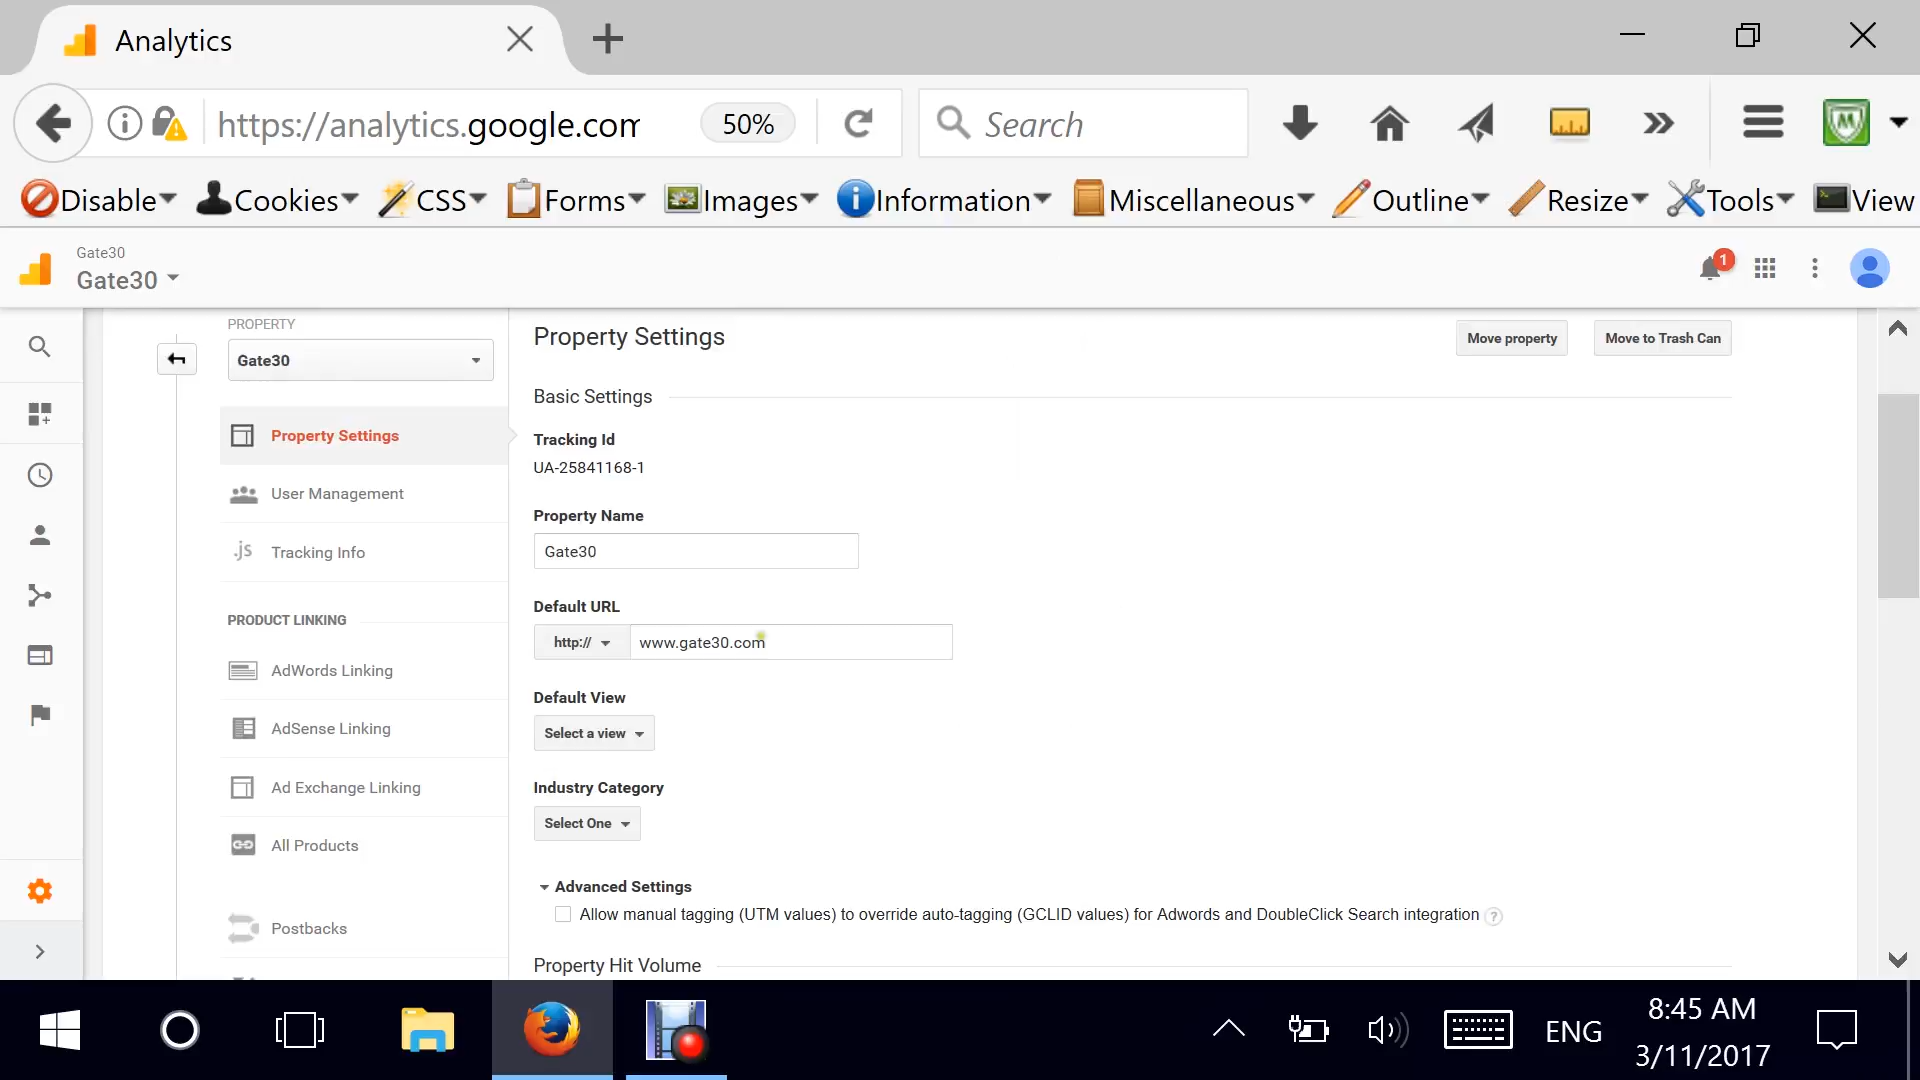 Analytics
https://analytics.google.com
50%
Search
Disable
Cookies
CSS
Forms
Images
Information
Miscellaneous
Outline
Resize
Tools
View
Gate30
Gate30
1
PROPERTY
Gate30
Property Settings
User Management
.js
Tracking Info
PRODUCT LINKING
AdWords Linking
AdSense Linking
Ad Exchange Linking
All Products
Postbacks
Property Settings
Move property
Move to Trash Can
Basic Settings
Tracking Id
UA-25841168-1
Property Name
Gate30
Default URL
http://
www.gate30.com
Default View
Select a view
Industry Category
Select One
Advanced Settings
Allow manual tagging (UTM values) to override auto-tagging (GCLID values) for Adwords and DoubleClick Search integration ?
Property Hit Volume
ENG
8:45 AM
3/11/2017